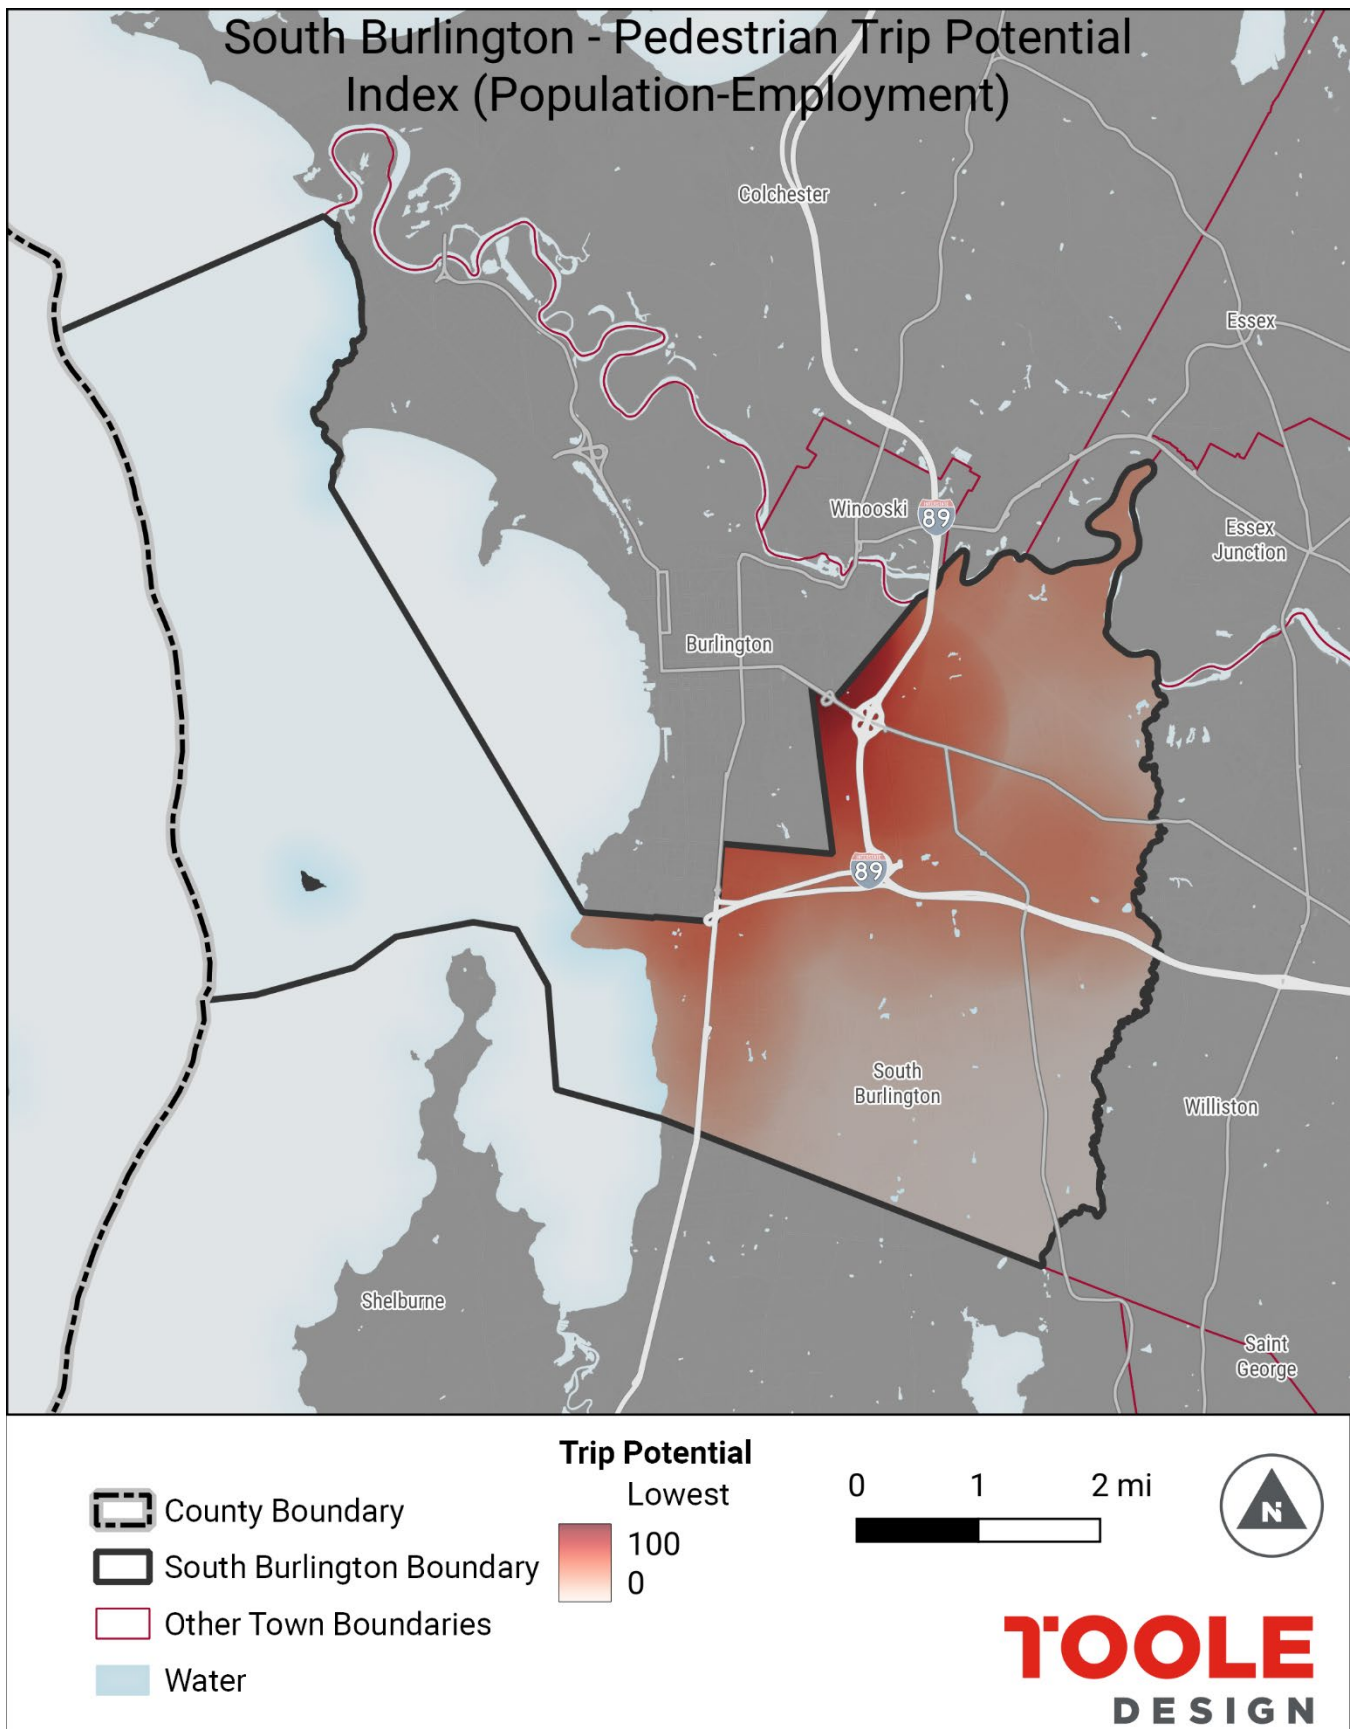 South Burlington - Pedestrian Trip Potential
Index (Population-Employment)
Colchester
Essex
Winooski
89
Essex
Junction
Burlington
89
South
Burlington
Williston
Shelburne
Saint
George
Trip Potential
Lowest
100
0
County Boundary
South Burlington Boundary
Other Town Boundaries
Water
0 1 2 mi
N
TOOLE
DESIGN